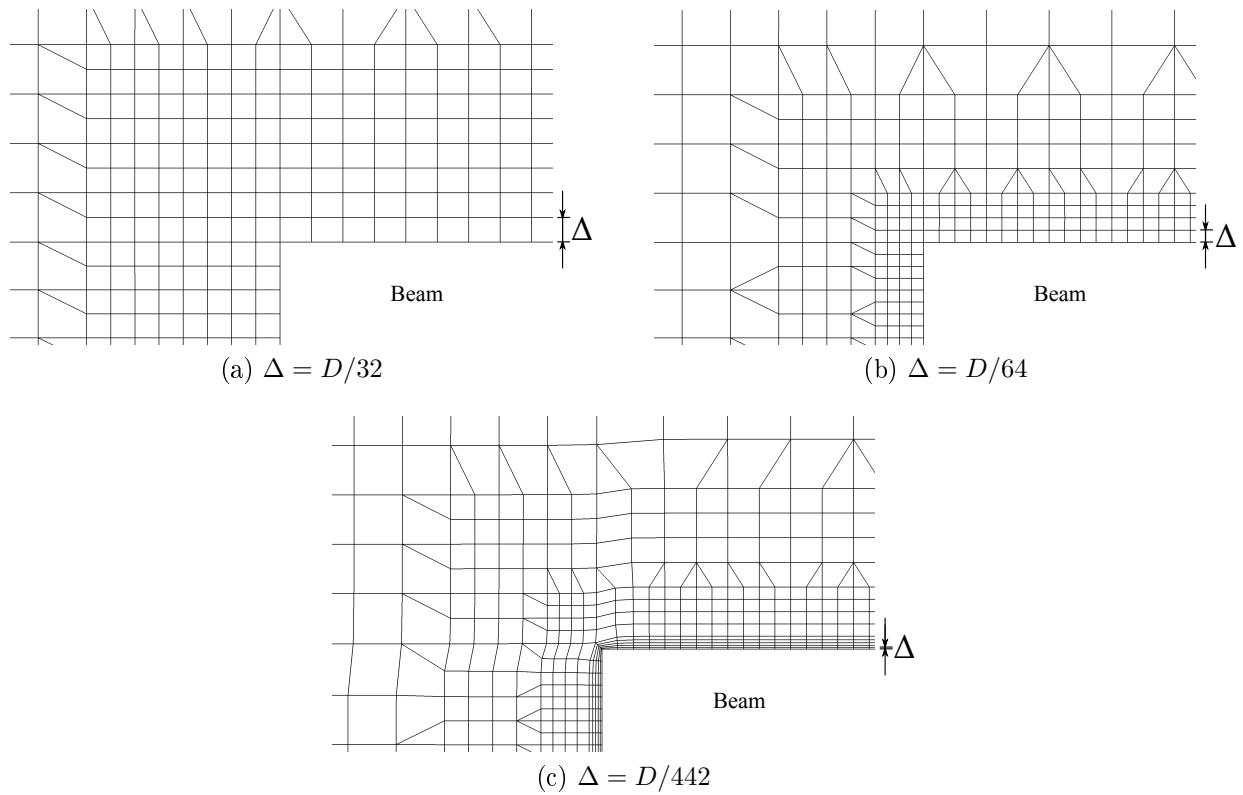 Δ
Beam
(a) Δ = D/32
Δ
Beam
(b) Δ = D/64
Δ
Beam
(c) Δ = D/442